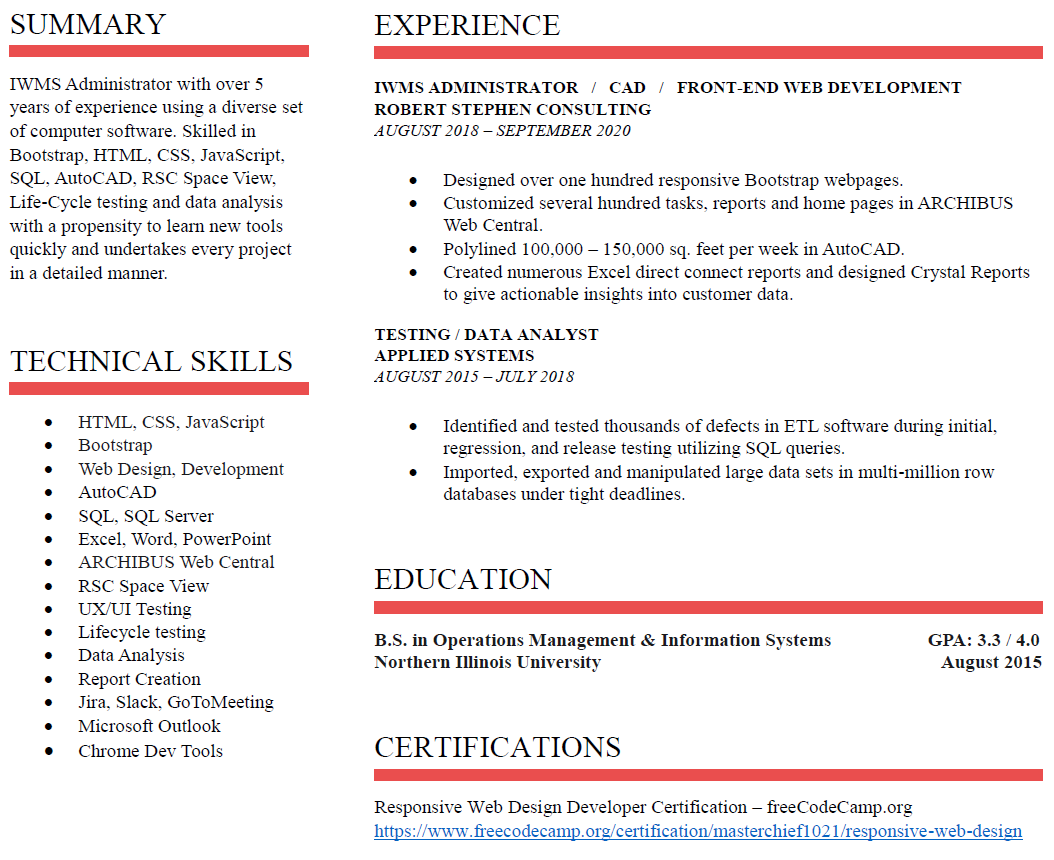 SUMMARY
IWMS Administrator with over 5
years of experience using a diverse set
of computer software. Skilled in
Bootstrap, HTML, CSS, JavaScript,
SQL, AutoCAD, RSC Space View,
Life-Cycle testing and data analysis
with a propensity to learn new tools
quickly and undertakes every project
in a detailed manner.
TECHNICAL SKILLS
• HTML, CSS, JavaScript
• Bootstrap
• Web Design, Development
• AutoCAD
• SQL, SQL Server
• Excel, Word, PowerPoint
• ARCHIBUS Web Central
• RSC Space View
• UX/UI Testing
• Lifecycle testing
• Data Analysis
• Report Creation
• Jira, Slack, GoToMeeting
• Microsoft Outlook
• Chrome Dev Tools
EXPERIENCE
IWMS ADMINISTRATOR / CAD / FRONT-END WEB DEVELOPMENT
ROBERT STEPHEN CONSULTING
AUGUST 2018 – SEPTEMBER 2020
• Designed over one hundred responsive Bootstrap webpages.
• Customized several hundred tasks, reports and home pages in ARCHIBUS
Web Central.
• Polylined 100,000 – 150,000 sq. feet per week in AutoCAD.
• Created numerous Excel direct connect reports and designed Crystal Reports
to give actionable insights into customer data.
TESTING / DATA ANALYST
APPLIED SYSTEMS
AUGUST 2015 – JULY 2018
• Identified and tested thousands of defects in ETL software during initial,
regression, and release testing utilizing SQL queries.
• Imported, exported and manipulated large data sets in multi-million row
databases under tight deadlines.
EDUCATION
B.S. in Operations Management & Information Systems GPA: 3.3 / 4.0
Northern Illinois University August 2015
CERTIFICATIONS
Responsive Web Design Developer Certification – freeCodeCamp.org
https://www.freecodecamp.org/certification/masterchief1021/responsive-web-design